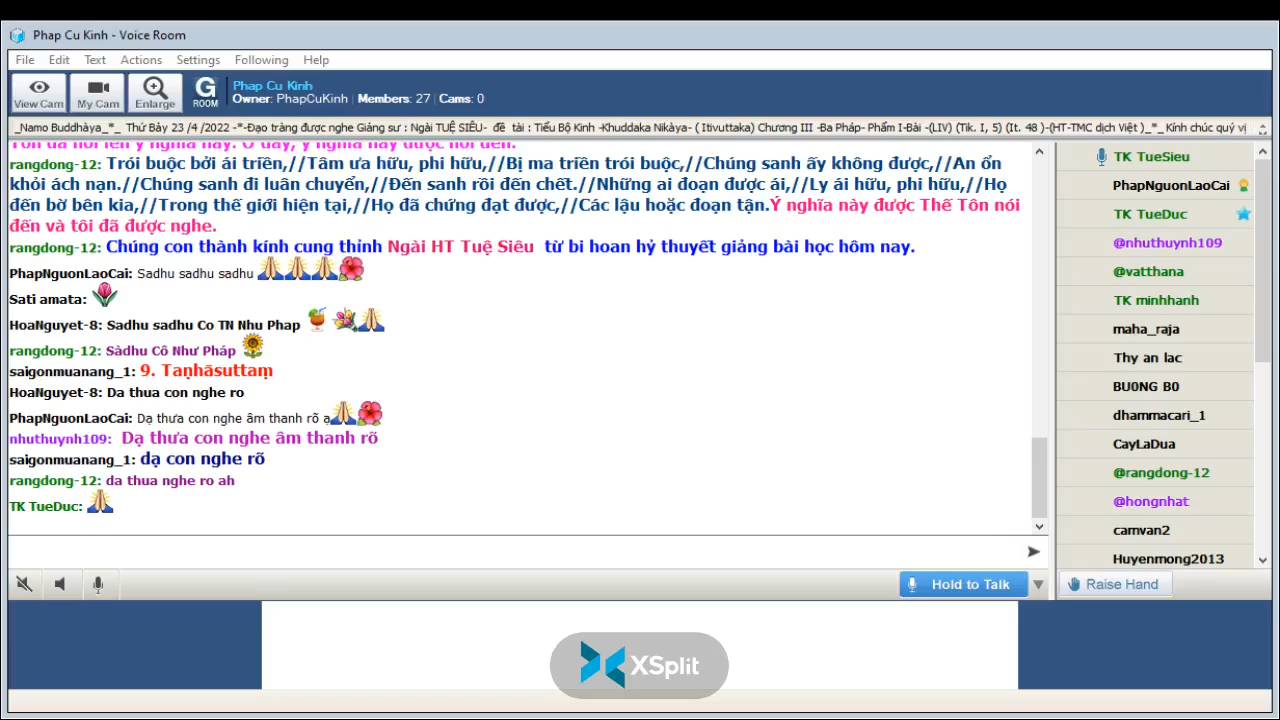 Phap Cu Kinh - Voice Room
File Edit Text Actions Settings Following Help
View Cam My Cam Enlarge G ROOM
Phap Cu Kinh
Owner: PhapCuKinh | Members: 27 | Cams: 0
_Namo Buddhàya_*_ Thứ Bảy 23 /4 /2022 -*-Đạo tràng được nghe Giảng sư : Ngài TUỆ SIÊU- đề tài : Tiểu Bộ Kinh -Khuddaka Nikàya- ( Itivuttaka) Chương III -Ba Pháp- Phẩm I-Bài -(LIV) (Tik. I, 5) (It. 48 )-(HT-TMC dịch Việt )_*_ Kính chúc quý vị
rangdong-12: Trói buộc bởi ái triền,//Tâm ưa hữu, phi hữu,//Bị ma triền trói buộc,//Chúng sanh ấy không được,//An ổn
khỏi ách nạn.//Chúng sanh đi luân chuyển,//Đến sanh rồi đến chết.//Những ai đoạn được ái,//Ly ái hữu, phi hữu,//Họ
đến bờ bên kia,//Trong thế giới hiện tại,//Họ đã chứng đạt được,//Các lậu hoặc đoạn tận.Ý nghĩa này được Thế Tôn nói
đến và tôi đã được nghe.
rangdong-12: Chúng con thành kính cung thỉnh Ngài HT Tuệ Siêu từ bi hoan hỷ thuyết giảng bài học hôm nay.
PhapNguonLaoCai: Sadhu sadhu sadhu
Sati amata:
HoaNguyet-8: Sadhu sadhu Co TN Nhu Phap
rangdong-12: Sàdhu Cô Như Pháp
saigonmuanang_1: 9. Taṇhāsuttaṃ
HoaNguyet-8: Da thua con nghe ro
PhapNguonLaoCai: Dạ thưa con nghe âm thanh rõ ạ
nhuthuynh109: Dạ thưa con nghe âm thanh rõ
saigonmuanang_1: dạ con nghe rõ
rangdong-12: da thua nghe ro ah
TK TueDuc:
TK TueSieu
PhapNguonLaoCai
TK TueDuc
@nhuthuynh109
@vatthana
TK minhhanh
maha_raja
Thy an lac
BU0NG B0
dhammacari_1
CayLaDua
@rangdong-12
@hongnhat
camvan2
Huyenmong2013
Hold to Talk
Raise Hand
XSplit